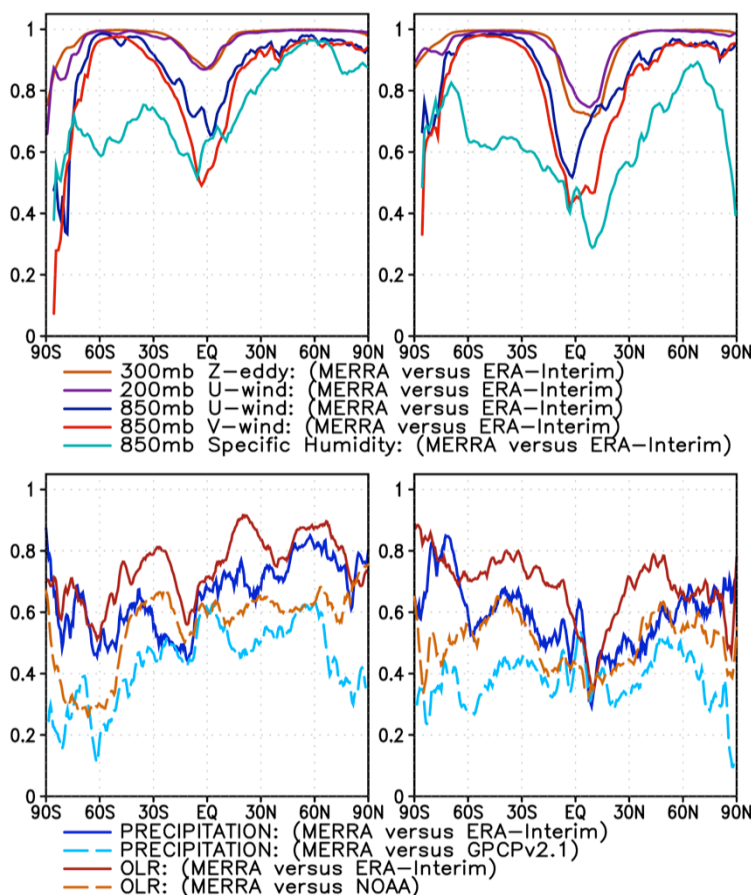 1 1
0.8 0.8
0.6 0.6
0.4 0.4
0.2 0.2
0 0
90S 60S 30S EQ 30N 60N 90N 90S 60S 30S EQ 30N 60N 90N
300mb Z-eddy: (MERRA versus ERA-Interim)
200mb U-wind: (MERRA versus ERA-Interim)
850mb U-wind: (MERRA versus ERA-Interim)
850mb V-wind: (MERRA versus ERA-Interim)
850mb Specific Humidity: (MERRA versus ERA-Interim)
1 1
0.8 0.8
0.6 0.6
0.4 0.4
0.2 0.2
0 0
90S 60S 30S EQ 30N 60N 90N 90S 60S 30S EQ 30N 60N 90N
PRECIPITATION: (MERRA versus ERA-Interim)
PRECIPITATION: (MERRA versus GPCPv2.1)
OLR: (MERRA versus ERA-Interim)
OLR: (MERRA versus NOAA)